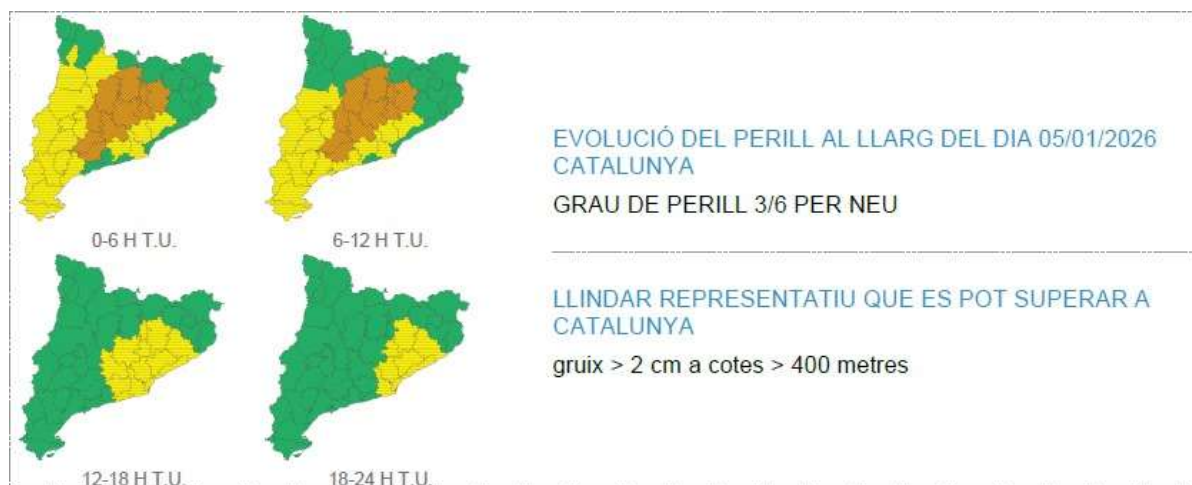 0-6 H T.U.
6-12 H T.U.
EVOLUCIÓ DEL PERILL AL LLARG DEL DIA 05/01/2026
CATALUNYA
GRAU DE PERILL 3/6 PER NEU
LLINDAR REPRESENTATIU QUE ES POT SUPERAR A
CATALUNYA
gruix > 2 cm a cotes > 400 metres
12-18 H T.U.
18-24 H T.U.